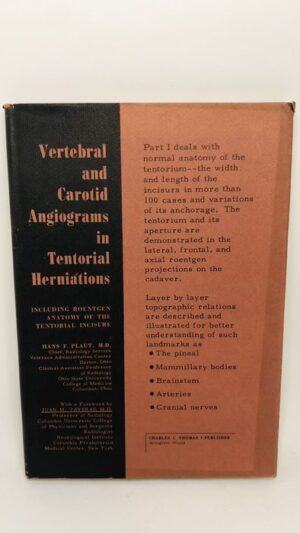 Vertebral
and
Carotid
Angiograms
in
Tentorial
Herniations
INCLUDING ROENTGEN
ANATOMY OF THE
TENTORIAL INCISURE
HANS F. PLAUT, M.D.
Chief, Radiology Service
Veterans Administration Center
Dayton, Ohio
Clinical Assistant Professor
of Radiology
Ohio State University
College of Medicine
Columbus, Ohio
With a Foreword by
JUAN M. TAVERAS, M.D.
Professor of Radiology
Columbia University College
of Physicians and Surgeons
Radiologist
Neurological Institute
Columbia Presbyterian
Medical Center, New York
Part I deals with
normal anatomy of the
tentorium--the width
and length of the
incisura in more than
100 cases and variations
of its anchorage. The
tentorium and its
aperture are
demonstrated in the
lateral, frontal, and
axial roentgen
projections on the
cadaver.
Layer by layer
topographic relations
are described and
illustrated for better
understanding of such
landmarks as
• The pineal
• Mammillary bodies
• Brainstem
• Arteries
• Cranial nerves
CHARLES C THOMAS • PUBLISHER
Springfield • Illinois